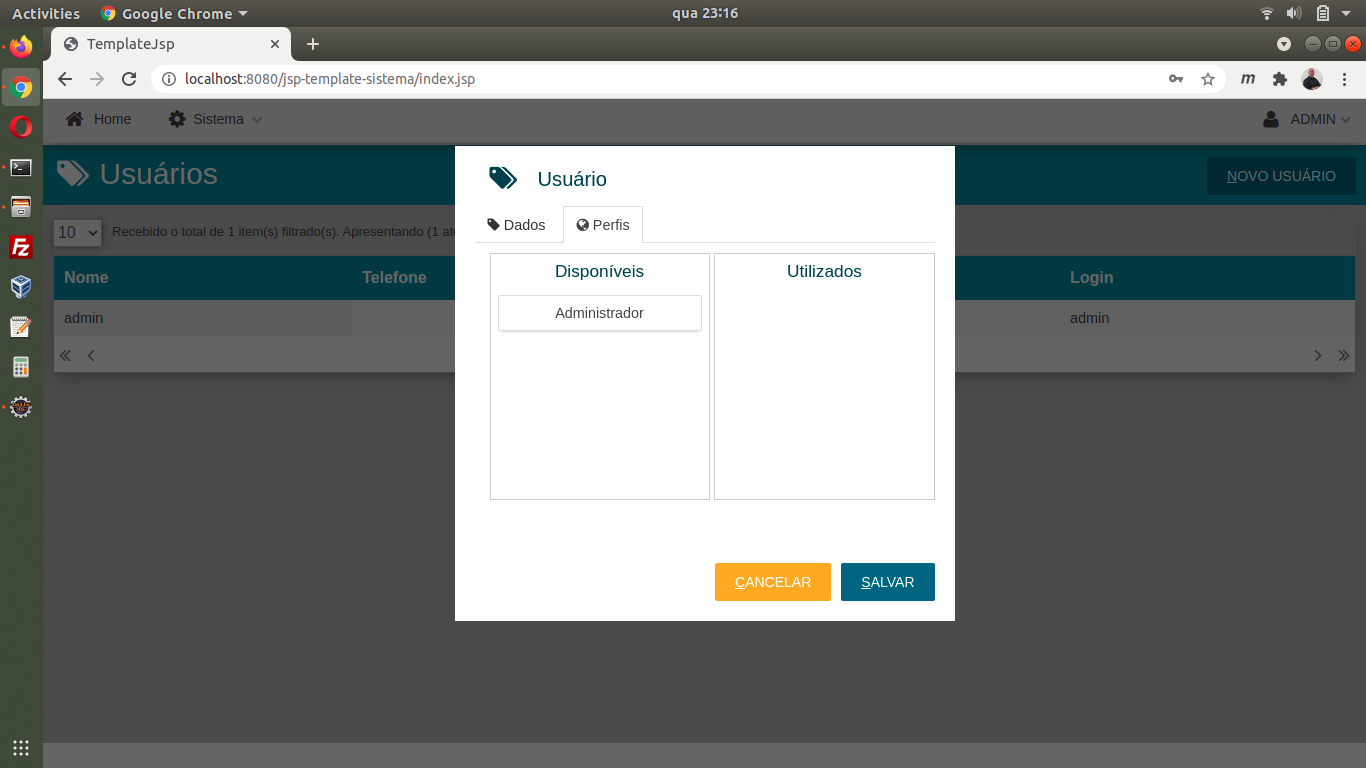 Activities Google Chrome qua 23:16
TemplateJsp
localhost:8080/jsp-template-sistema/index.jsp
Home Sistema ADMIN
Usuários NOVO USUÁRIO
10 Recebido o total de 1 item(s) filtrado(s). Apresentando (1 até
Nome Telefone Login
admin admin
Usuário
Dados Perfis
Disponíveis Utilizados
Administrador
CANCELAR SALVAR